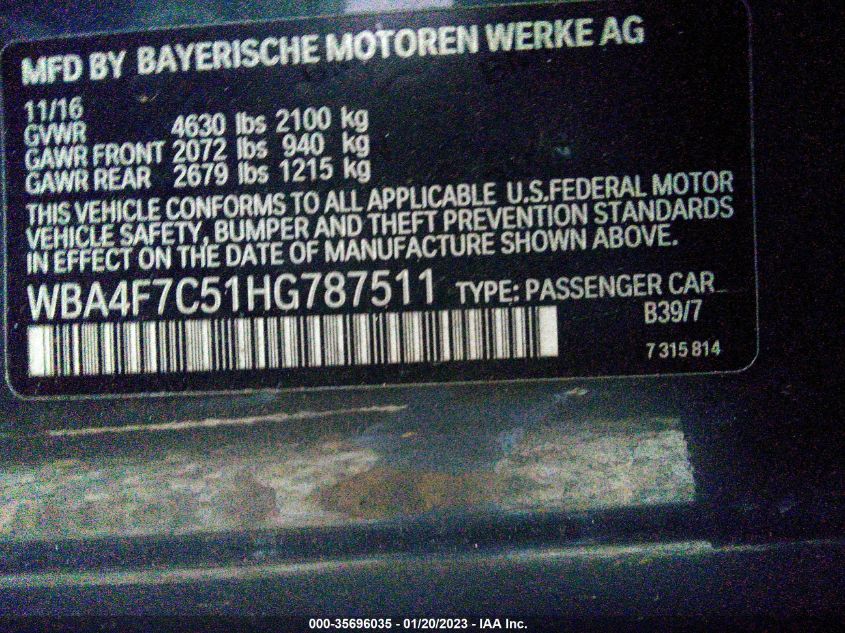 MFD BY BAYERISCHE MOTOREN WERKE AG
11/16
GVWR 4630 lbs 2100 kg
GAWR FRONT 2072 lbs 940 kg
GAWR REAR 2679 lbs 1215 kg
THIS VEHICLE CONFORMS TO ALL APPLICABLE U.S.FEDERAL MOTOR
VEHICLE SAFETY, BUMPER AND THEFT PREVENTION STANDARDS
IN EFFECT ON THE DATE OF MANUFACTURE SHOWN ABOVE.
WBA4F7C51HG787511 TYPE: PASSENGER CAR
B39/7
7 315 814
000-35696035 - 01/20/2023 - IAA Inc.